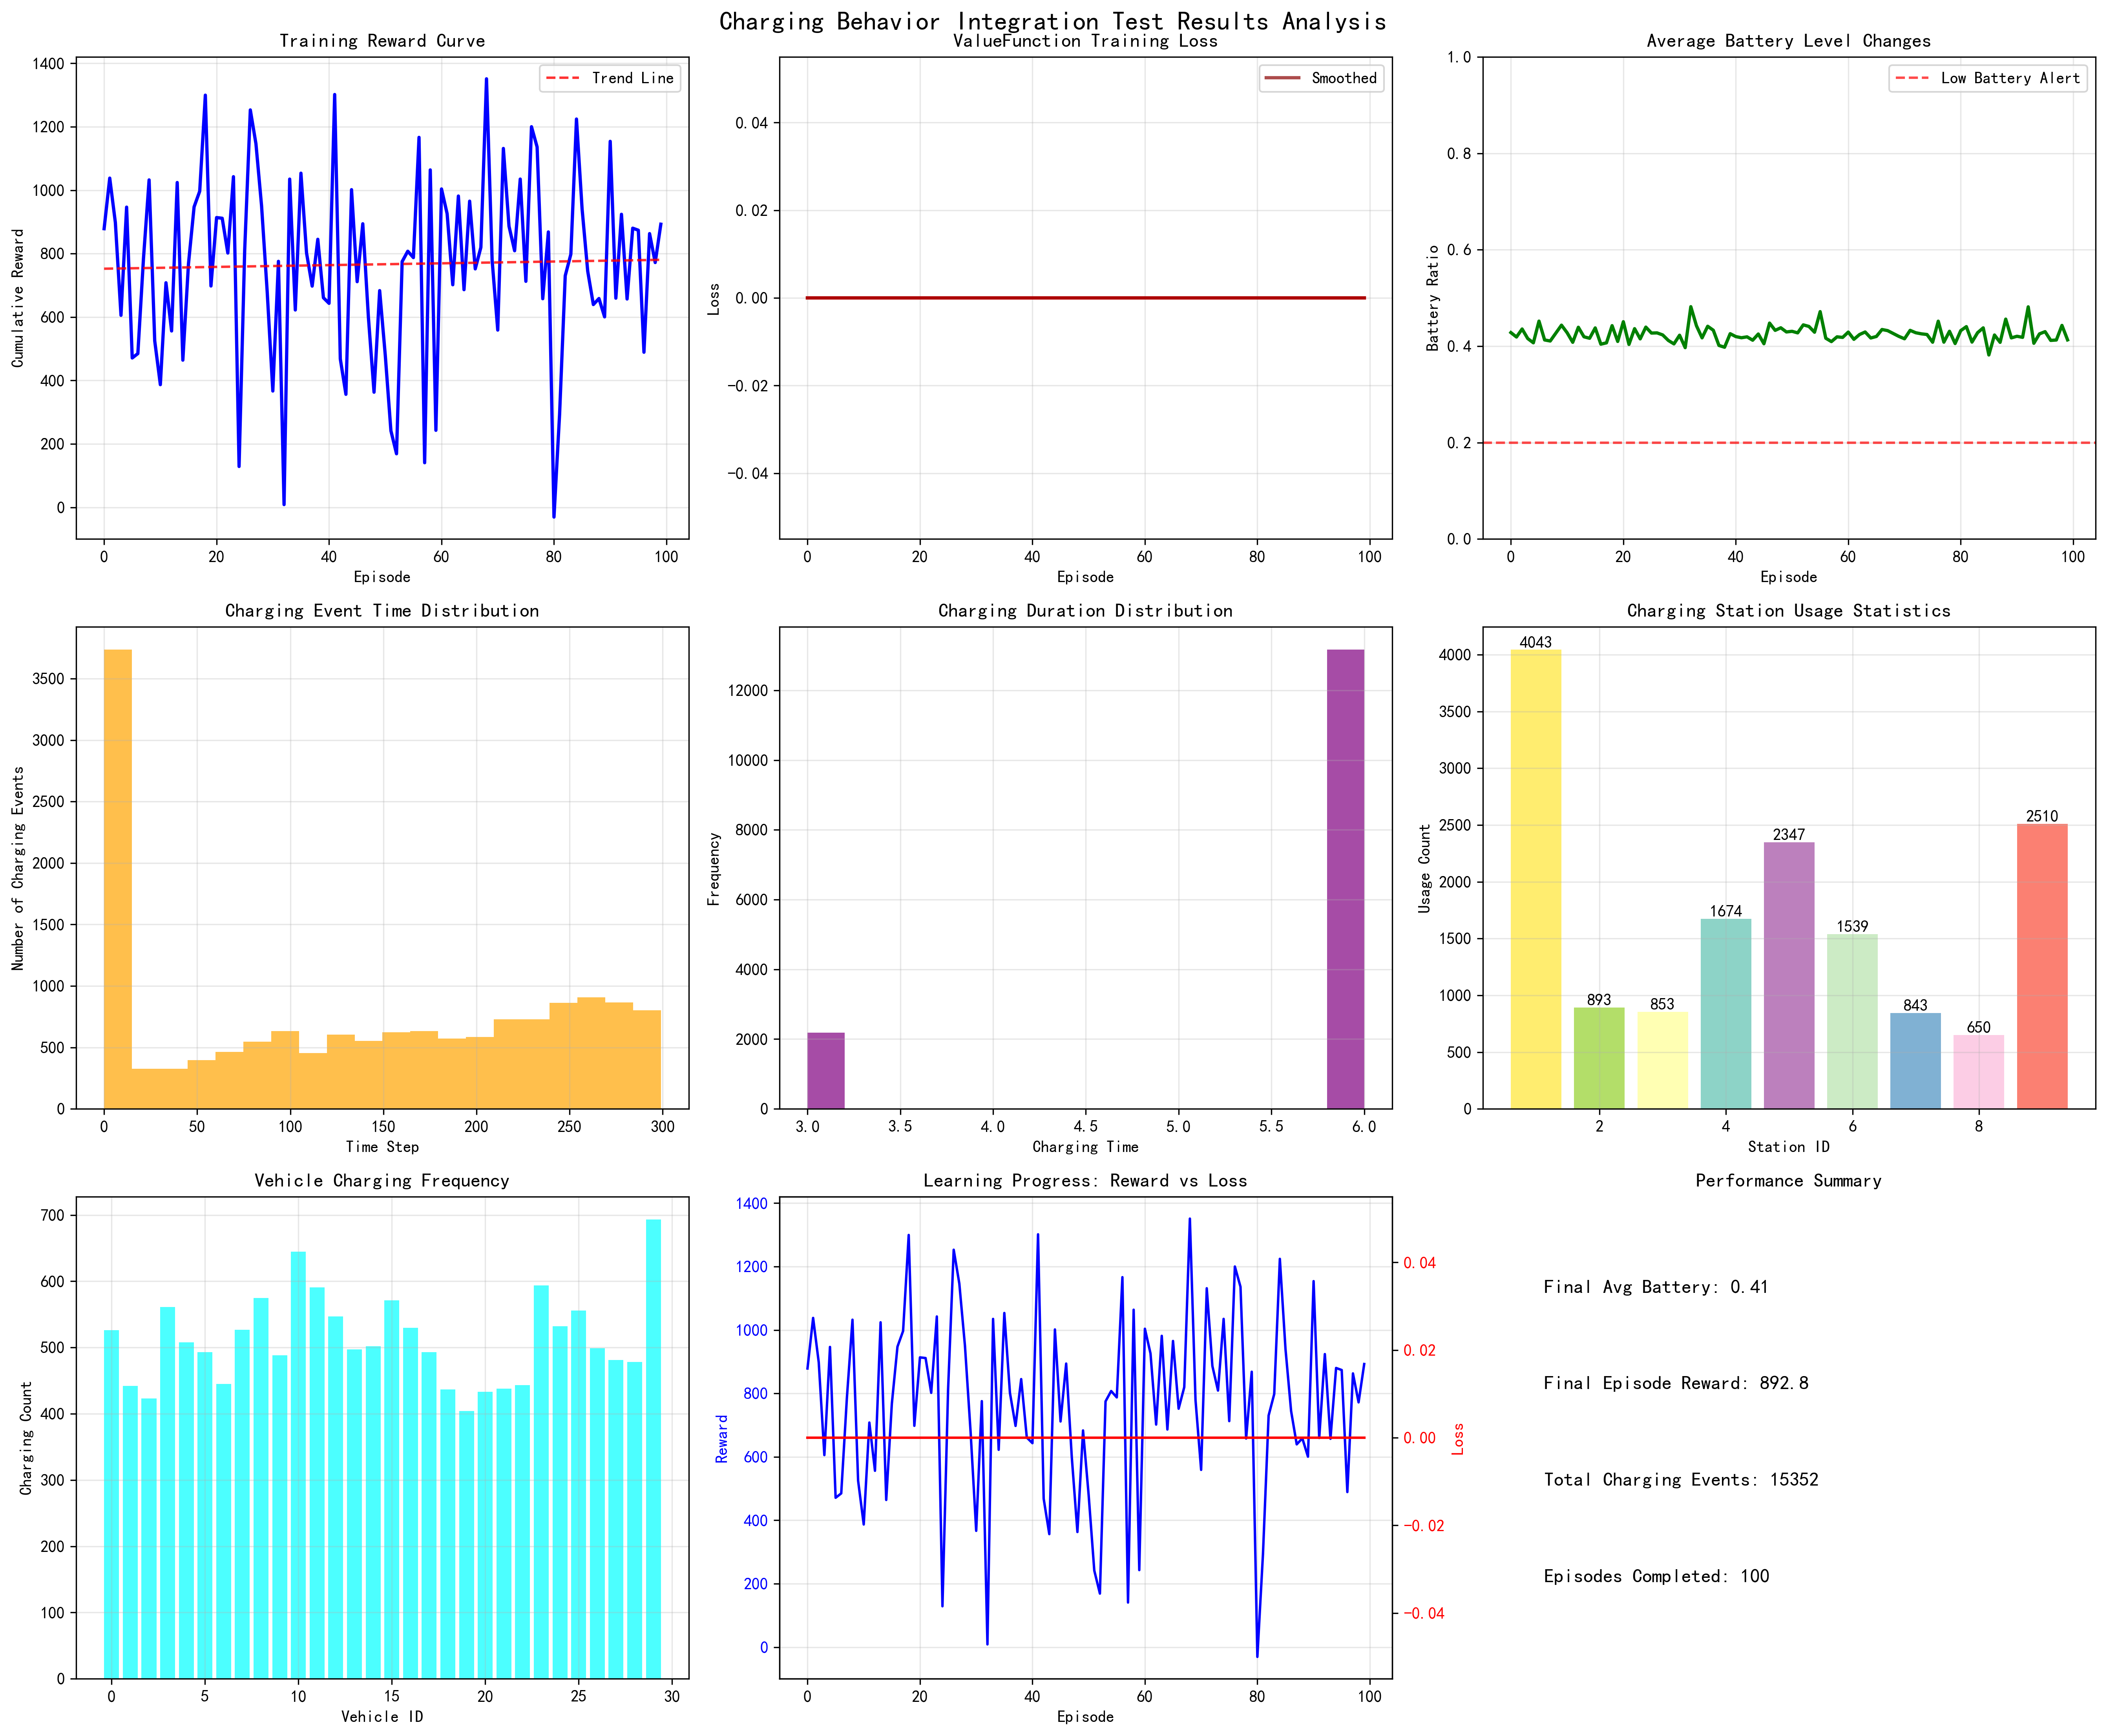 Charging Behavior Integration Test Results Analysis
Training Reward Curve
Trend Line
1400
1200
1000
800
600
400
200
0
Cumulative Reward
0 20 40 60 80 100
Episode
ValueFunction Training Loss
Smoothed
0.04
0.02
0.00
−0.02
−0.04
Loss
0 20 40 60 80 100
Episode
Average Battery Level Changes
Low Battery Alert
1.0
0.8
0.6
0.4
0.2
0.0
Battery Ratio
0 20 40 60 80 100
Episode
Charging Event Time Distribution
3500
3000
2500
2000
1500
1000
500
0
Number of Charging Events
0 50 100 150 200 250 300
Time Step
Charging Duration Distribution
12000
10000
8000
6000
4000
2000
0
Frequency
3.0 3.5 4.0 4.5 5.0 5.5 6.0
Charging Time
Charging Station Usage Statistics
4000
3500
3000
2500
2000
1500
1000
500
0
Usage Count
4043 893 853 1674 2347 1539 843 650 2510
2 4 6 8
Station ID
Vehicle Charging Frequency
700
600
500
400
300
200
100
0
Charging Count
0 5 10 15 20 25 30
Vehicle ID
Learning Progress: Reward vs Loss
1400
1200
1000
800
600
400
200
0
Reward
0.04
0.02
0.00
−0.02
−0.04
Loss
0 20 40 60 80 100
Episode
Performance Summary
Final Avg Battery: 0.41
Final Episode Reward: 892.8
Total Charging Events: 15352
Episodes Completed: 100